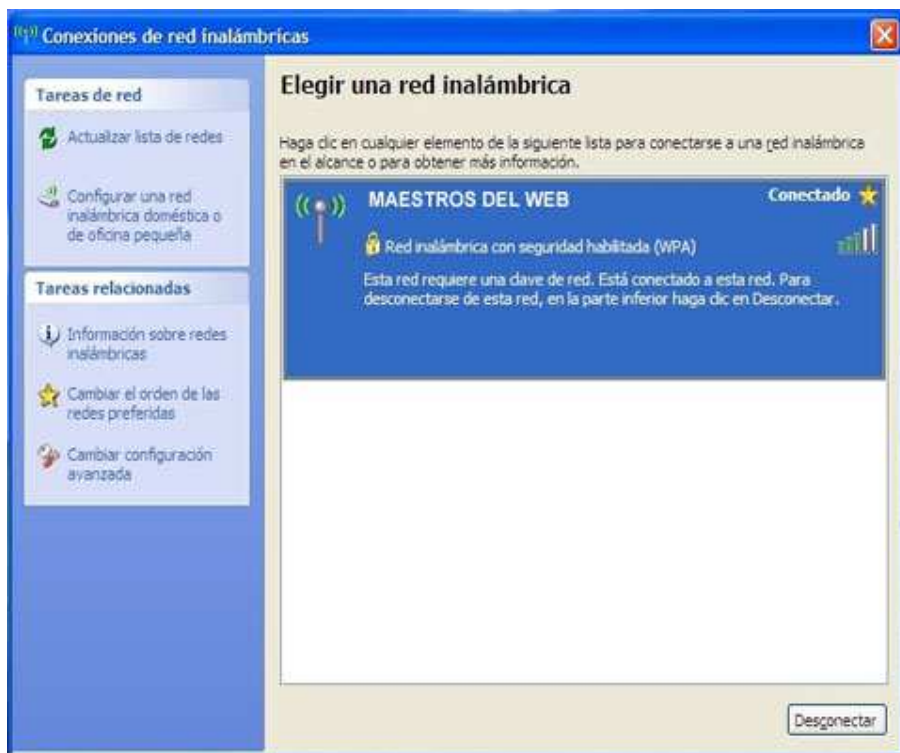 Conexiones de red inalámbricas
Tareas de red
Actualizar lista de redes
Configurar una red
inalámbrica doméstica o
de oficina pequeña
Tareas relacionadas
Información sobre redes
inalámbricas
Cambiar el orden de las
redes preferidas
Cambiar configuración
avanzada
Elegir una red inalámbrica
Haga clic en cualquier elemento de la siguiente lista para conectarse a una red inalámbrica
en el alcance o para obtener más información.
MAESTROS DEL WEB
Conectado
Red inalámbrica con seguridad habilitada (WPA)
Esta red requiere una clave de red. Está conectado a esta red. Para
desconectarse de esta red, en la parte inferior haga clic en Desconectar.
Desconectar